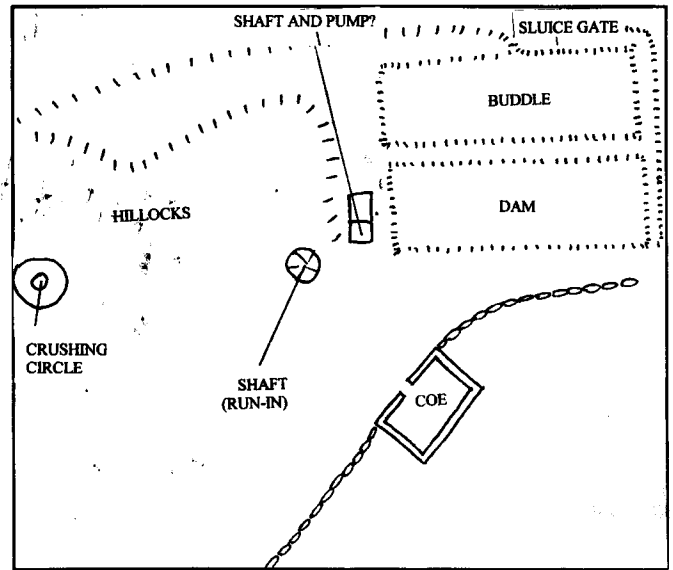 SHAFT AND PUMP?
SLUICE GATE
BUDDLE
DAM
HILLOCKS
CRUSHING
CIRCLE
SHAFT
(RUN-IN)
COE